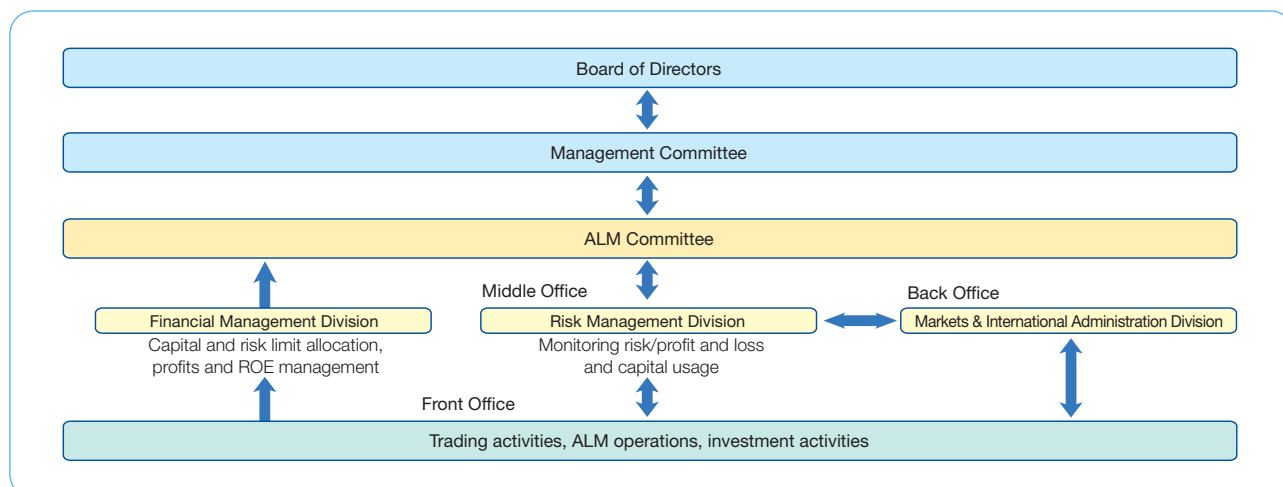 Board of Directors
Management Committee
ALM Committee
Middle Office
Back Office
Financial Management Division
Risk Management Division
Markets & International Administration Division
Capital and risk limit allocation,
profits and ROE management
Monitoring risk/profit and loss
and capital usage
Front Office
Trading activities, ALM operations, investment activities